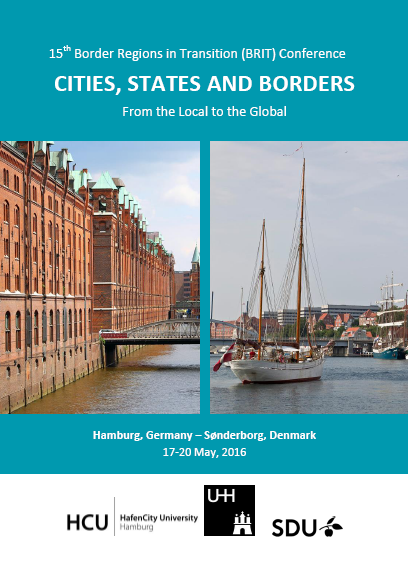 15th Border Regions in Transition (BRIT) Conference
CITIES, STATES AND BORDERS
From the Local to the Global
Hamburg, Germany – Sønderborg, Denmark
17-20 May, 2016
HCU
HafenCity University
Hamburg
UHH
SDU